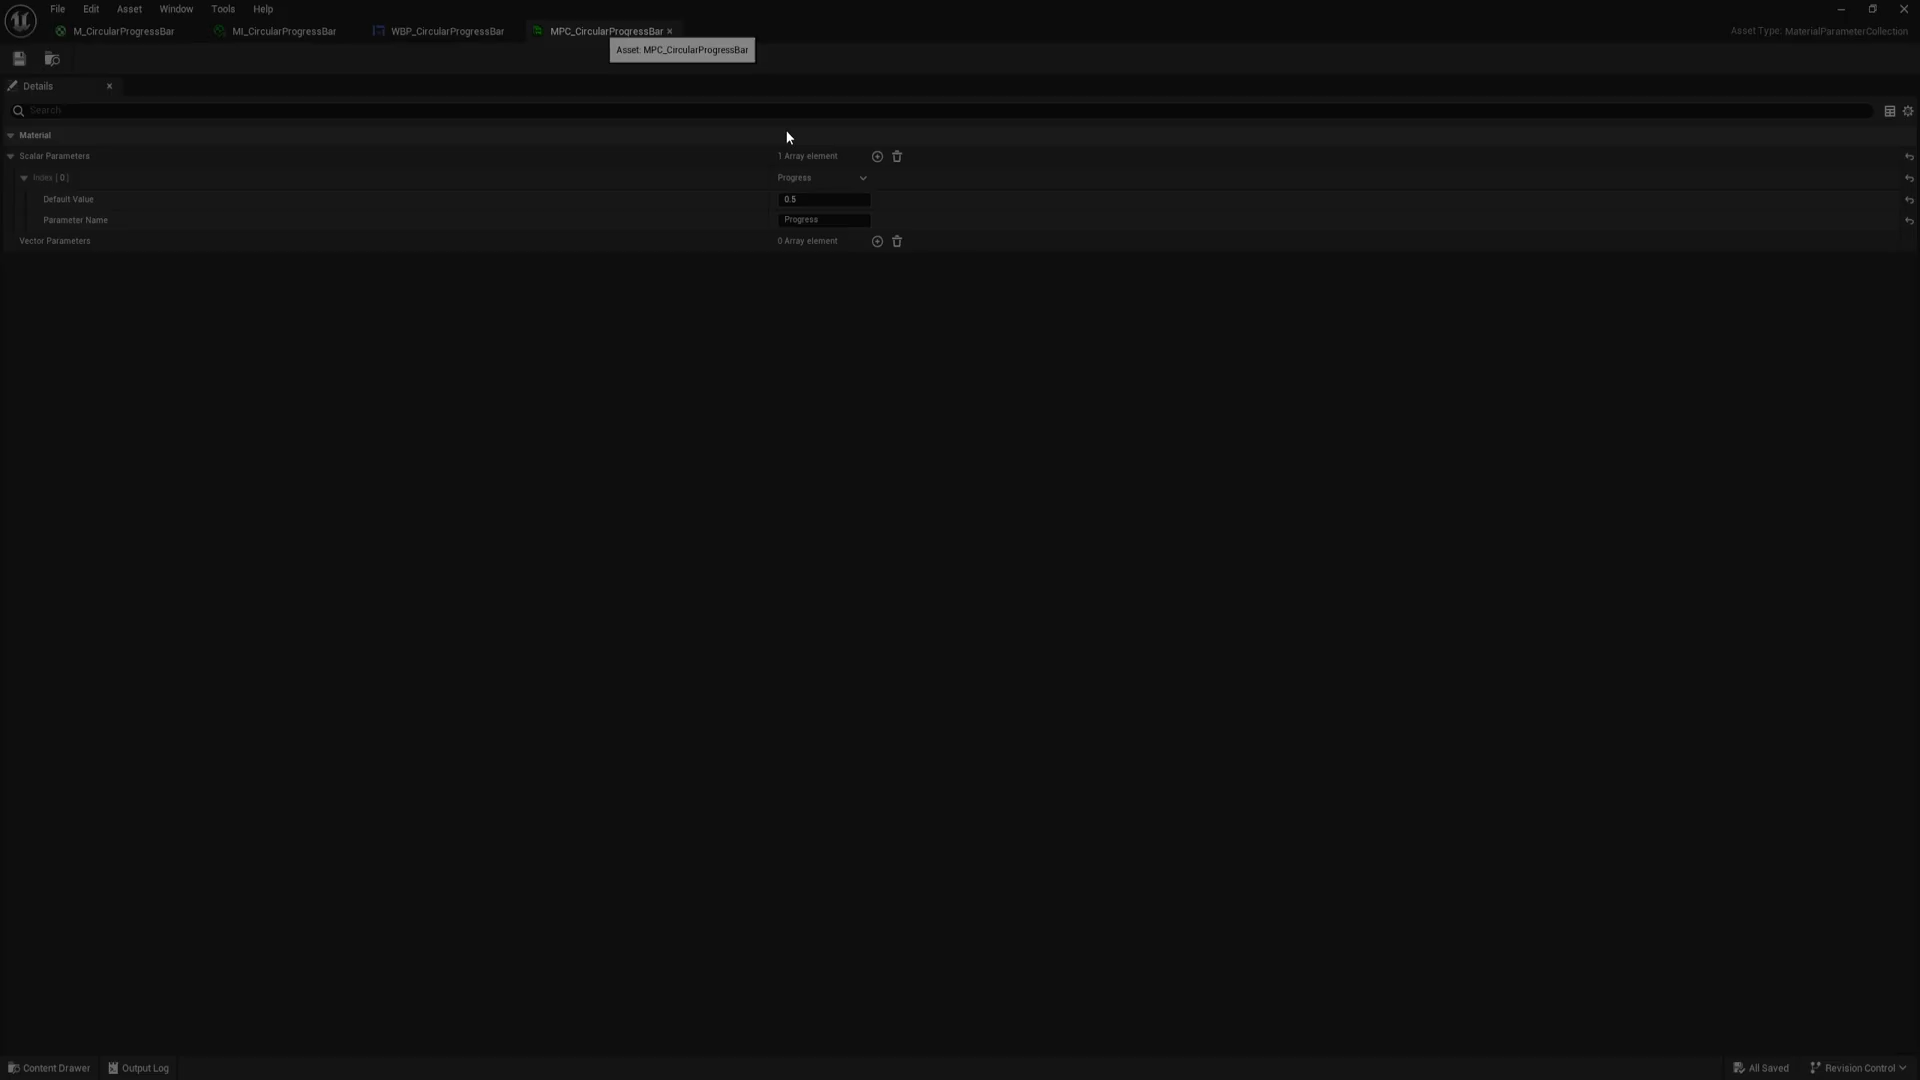 File Edit Asset Window Tools Help
M_CircularProgressBar MI_CircularProgressBar WBP_CircularProgressBar MPC_CircularProgressBar Asset Type: MaterialParameterCollection
Asset: MPC_CircularProgressBar
Details
Search
Material
Scalar Parameters 1 Array element
Index [ 0 ] Progress
Default Value 0.5
Parameter Name Progress
Vector Parameters 0 Array element
Content Drawer Output Log All Saved Revision Control